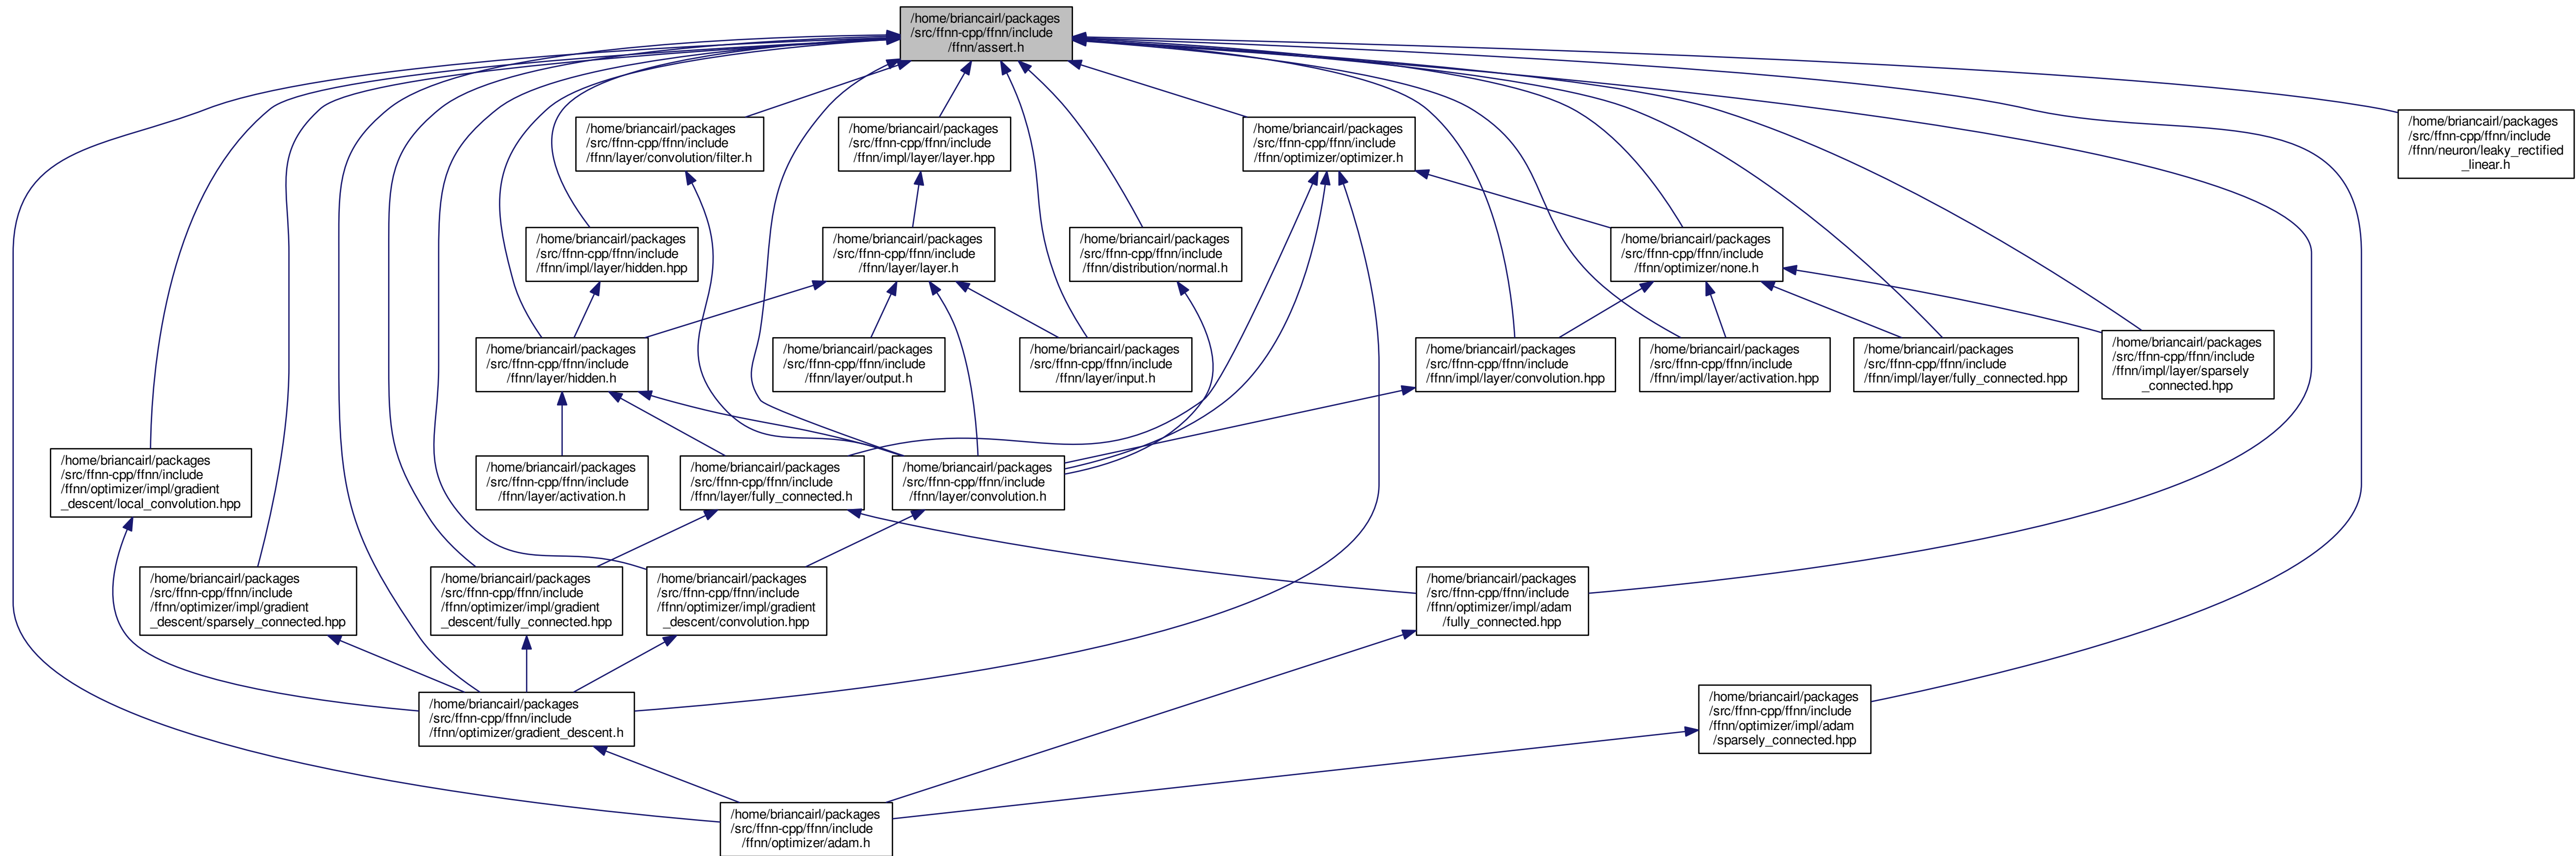 /home/briancairl/packages
/src/ffnn-cpp/ffnn/include
/ffnn/assert.h
/home/briancairl/packages
/src/ffnn-cpp/ffnn/include
/ffnn/layer/convolution/filter.h
/home/briancairl/packages
/src/ffnn-cpp/ffnn/include
/ffnn/impl/layer/layer.hpp
/home/briancairl/packages
/src/ffnn-cpp/ffnn/include
/ffnn/optimizer/optimizer.h
/home/briancairl/packages
/src/ffnn-cpp/ffnn/include
/ffnn/neuron/leaky_rectified
_linear.h
/home/briancairl/packages
/src/ffnn-cpp/ffnn/include
/ffnn/impl/layer/hidden.hpp
/home/briancairl/packages
/src/ffnn-cpp/ffnn/include
/ffnn/layer/layer.h
/home/briancairl/packages
/src/ffnn-cpp/ffnn/include
/ffnn/distribution/normal.h
/home/briancairl/packages
/src/ffnn-cpp/ffnn/include
/ffnn/optimizer/none.h
/home/briancairl/packages
/src/ffnn-cpp/ffnn/include
/ffnn/layer/hidden.h
/home/briancairl/packages
/src/ffnn-cpp/ffnn/include
/ffnn/layer/output.h
/home/briancairl/packages
/src/ffnn-cpp/ffnn/include
/ffnn/layer/input.h
/home/briancairl/packages
/src/ffnn-cpp/ffnn/include
/ffnn/impl/layer/convolution.hpp
/home/briancairl/packages
/src/ffnn-cpp/ffnn/include
/ffnn/impl/layer/activation.hpp
/home/briancairl/packages
/src/ffnn-cpp/ffnn/include
/ffnn/impl/layer/fully_connected.hpp
/home/briancairl/packages
/src/ffnn-cpp/ffnn/include
/ffnn/impl/layer/sparsely
_connected.hpp
/home/briancairl/packages
/src/ffnn-cpp/ffnn/include
/ffnn/optimizer/impl/gradient
_descent/local_convolution.hpp
/home/briancairl/packages
/src/ffnn-cpp/ffnn/include
/ffnn/layer/activation.h
/home/briancairl/packages
/src/ffnn-cpp/ffnn/include
/ffnn/layer/fully_connected.h
/home/briancairl/packages
/src/ffnn-cpp/ffnn/include
/ffnn/layer/convolution.h
/home/briancairl/packages
/src/ffnn-cpp/ffnn/include
/ffnn/optimizer/impl/gradient
_descent/sparsely_connected.hpp
/home/briancairl/packages
/src/ffnn-cpp/ffnn/include
/ffnn/optimizer/impl/gradient
_descent/fully_connected.hpp
/home/briancairl/packages
/src/ffnn-cpp/ffnn/include
/ffnn/optimizer/impl/gradient
_descent/convolution.hpp
/home/briancairl/packages
/src/ffnn-cpp/ffnn/include
/ffnn/optimizer/impl/adam
/fully_connected.hpp
/home/briancairl/packages
/src/ffnn-cpp/ffnn/include
/ffnn/optimizer/gradient_descent.h
/home/briancairl/packages
/src/ffnn-cpp/ffnn/include
/ffnn/optimizer/impl/adam
/sparsely_connected.hpp
/home/briancairl/packages
/src/ffnn-cpp/ffnn/include
/ffnn/optimizer/adam.h